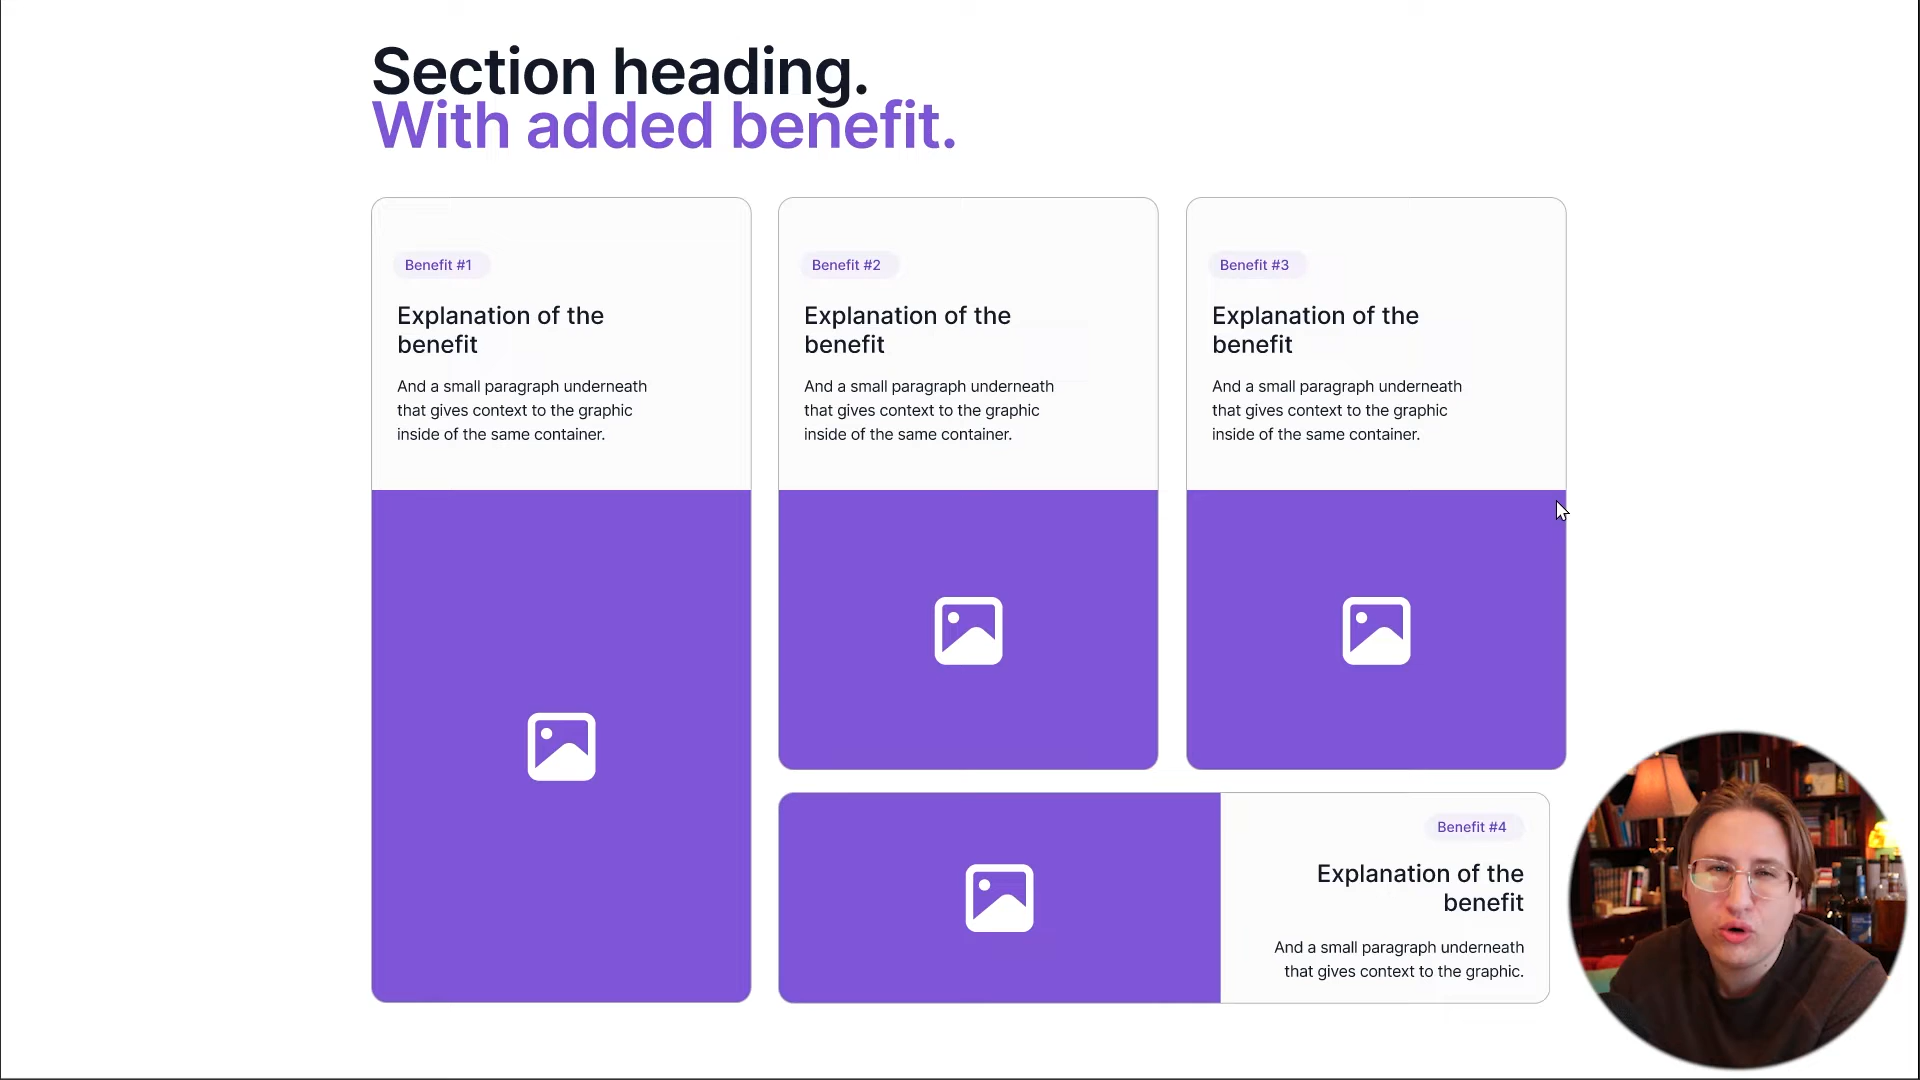 Section heading.
With added benefit.
Benefit #1
Explanation of the
benefit
And a small paragraph underneath
that gives context to the graphic
inside of the same container.
Benefit #2
Explanation of the
benefit
And a small paragraph underneath
that gives context to the graphic
inside of the same container.
Benefit #3
Explanation of the
benefit
And a small paragraph underneath
that gives context to the graphic
inside of the same container.
Benefit #4
Explanation of the
benefit
And a small paragraph underneath
that gives context to the graphic.